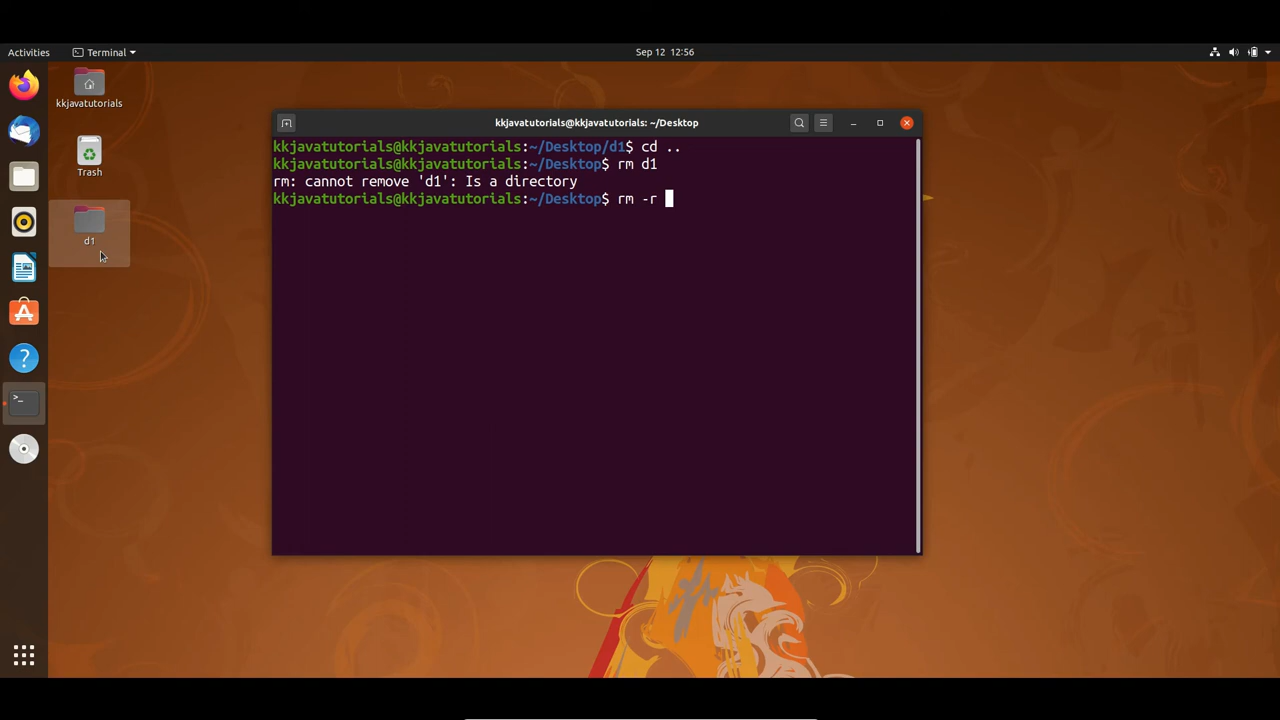 Activities
Terminal
Sep 12 12:56
kkjavatutorials
Trash
d1
kkjavatutorials@kkjavatutorials: ~/Desktop
kkjavatutorials@kkjavatutorials:~/Desktop/d1$ cd ..
kkjavatutorials@kkjavatutorials:~/Desktop$ rm d1
rm: cannot remove 'd1': Is a directory
kkjavatutorials@kkjavatutorials:~/Desktop$ rm -r